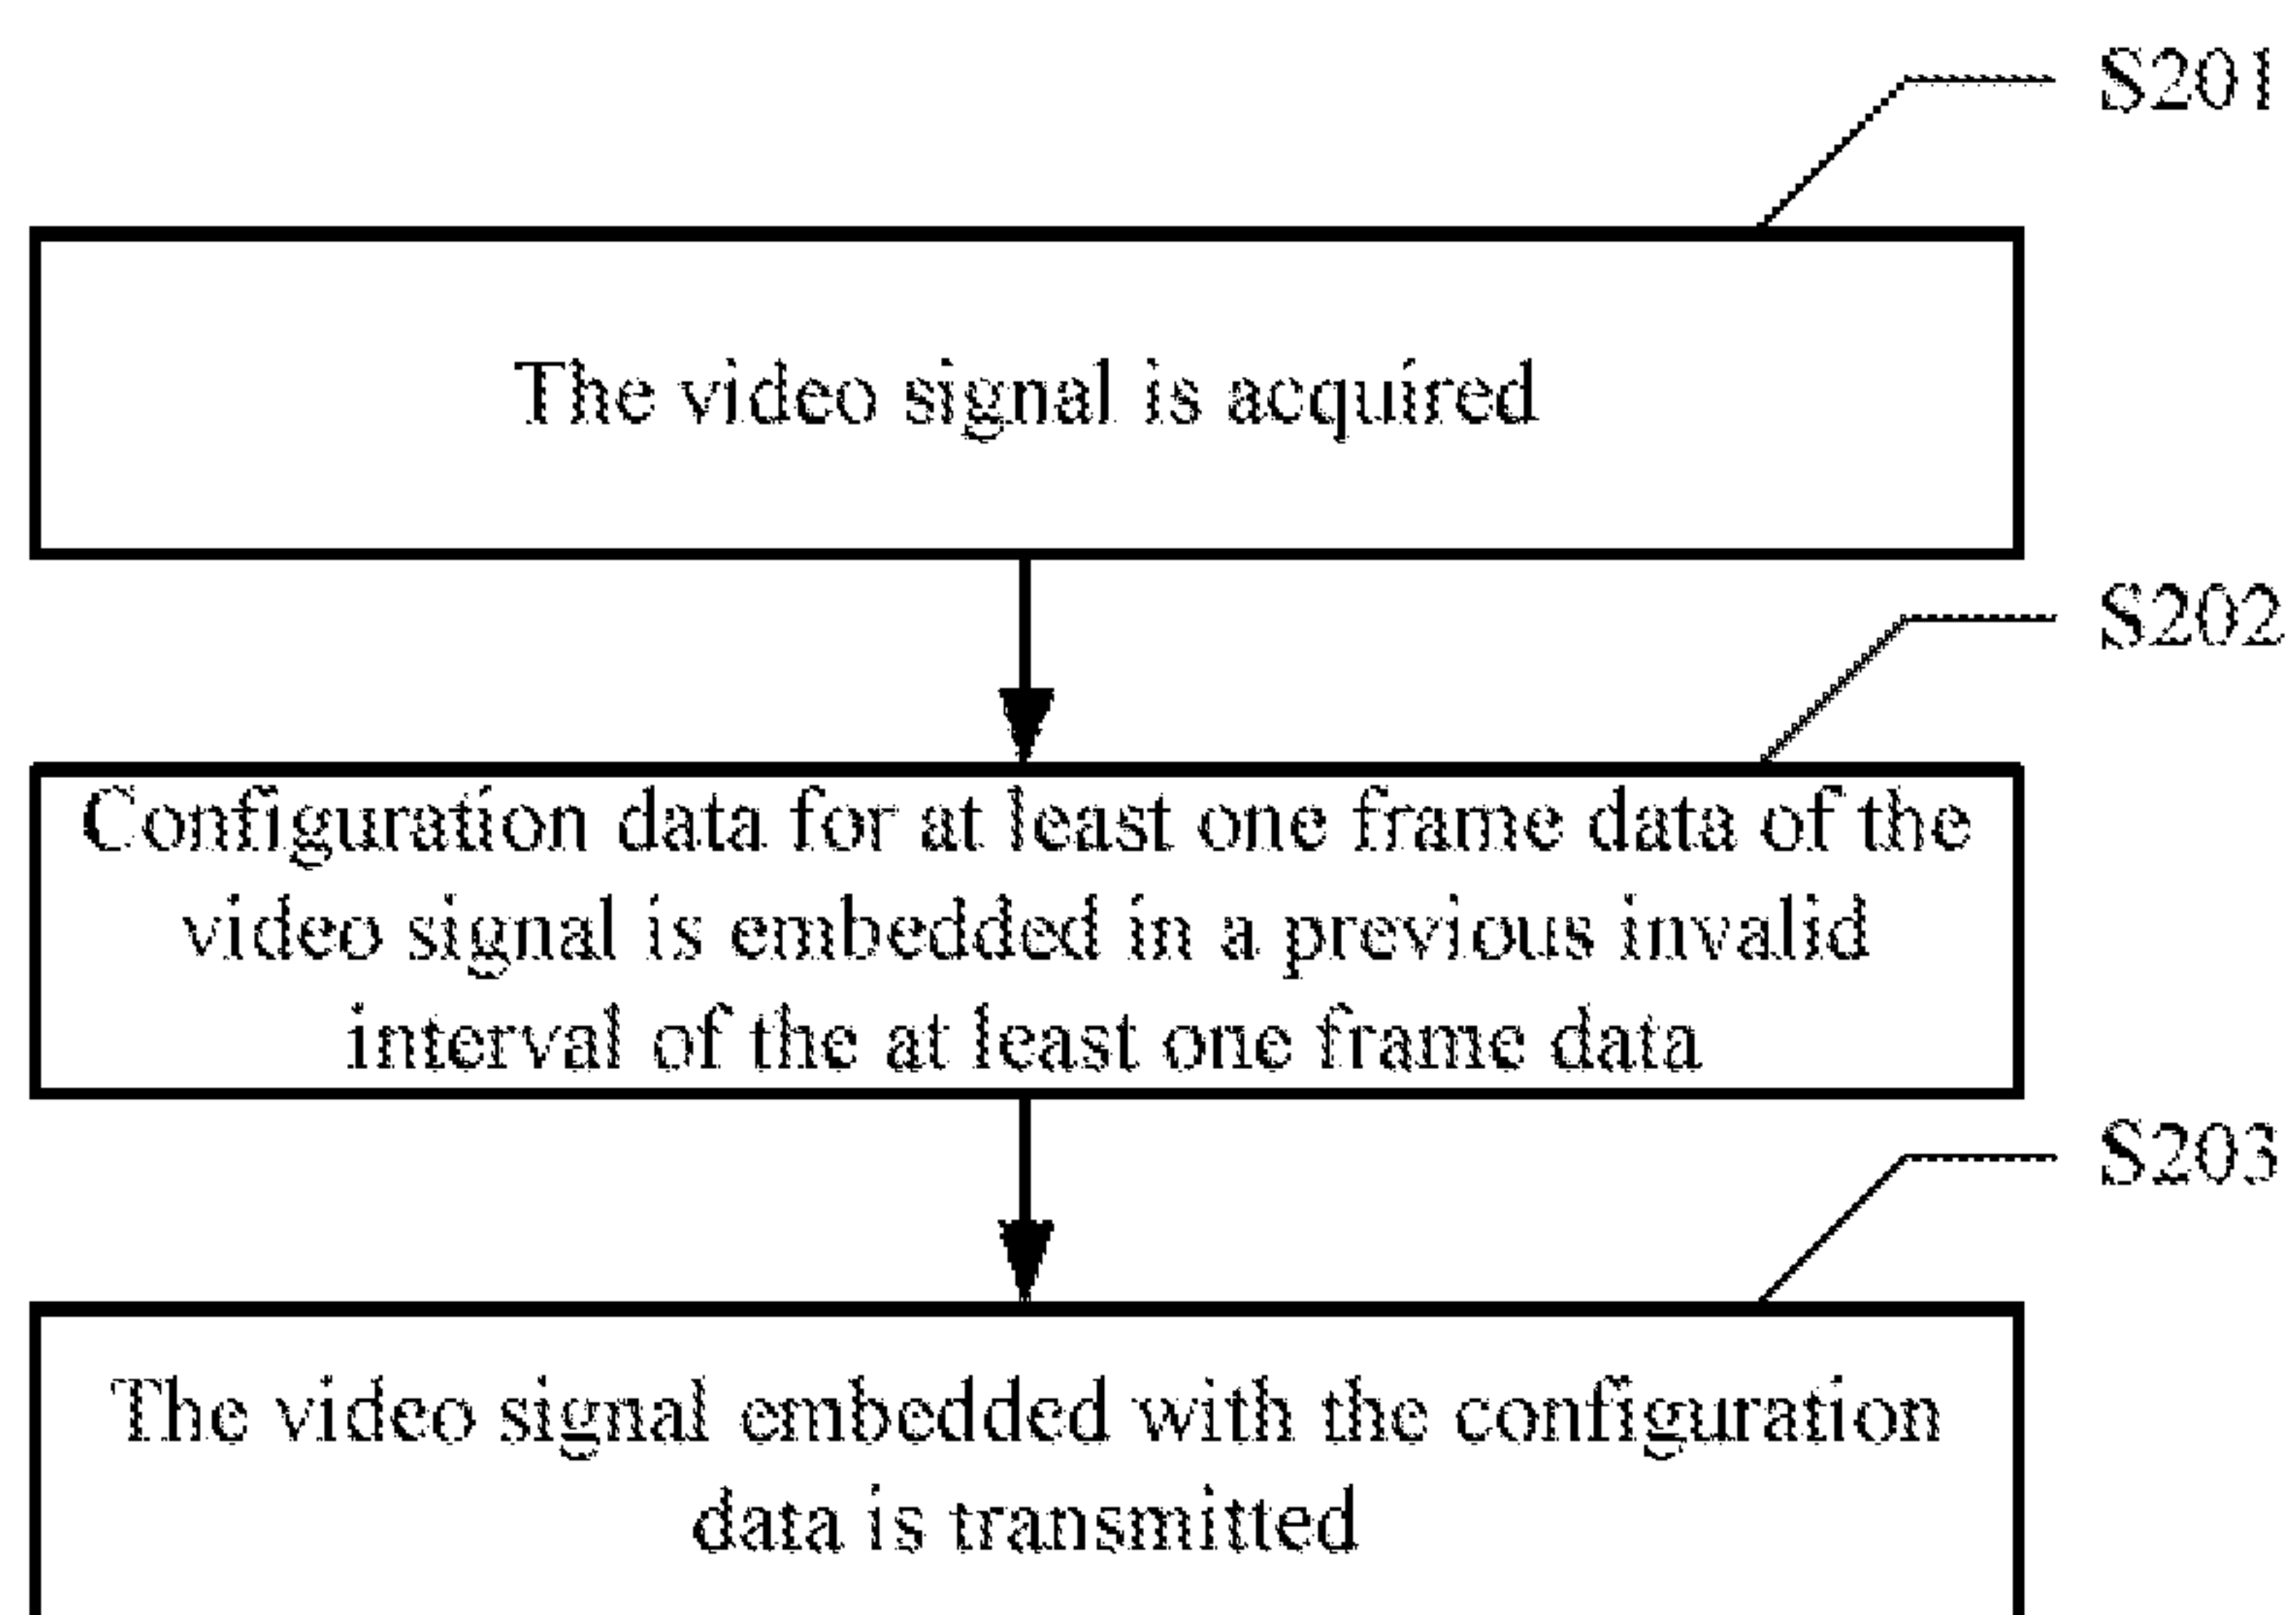 S201
The video signal is acquired
S202
Configuration data for at least one frame data of the
video signal is embedded in a previous invalid
interval of the at least one frame data
S203
The video signal embedded with the configuration
data is transmitted